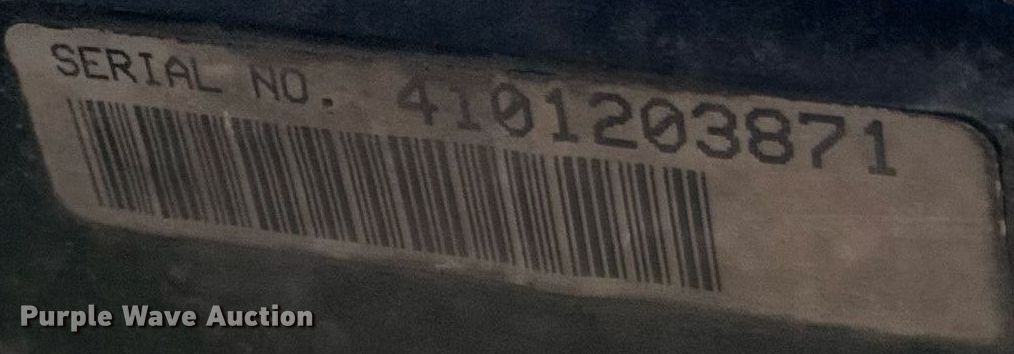 SERIAL NO. 4101203871
Purple Wave Auction